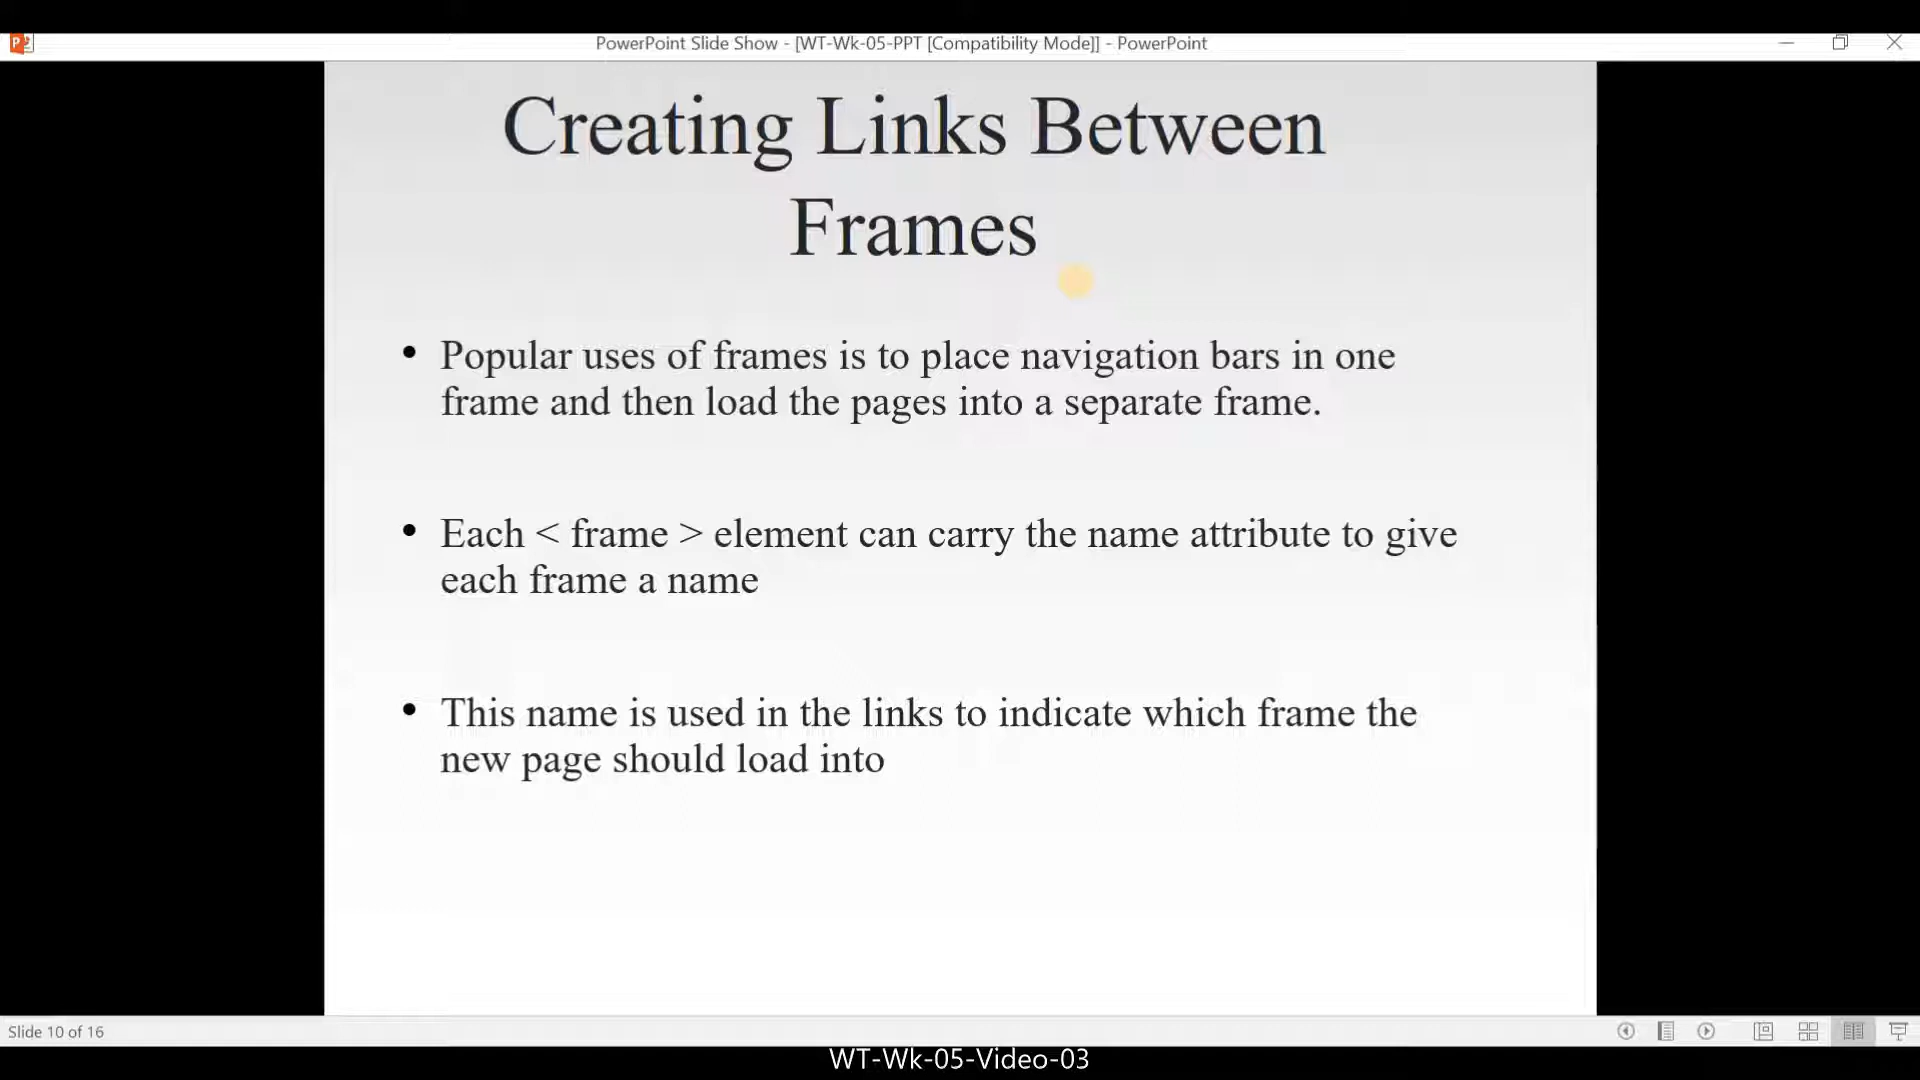 PowerPoint Slide Show - [WT-Wk-05-PPT [Compatibility Mode]] - PowerPoint
Creating Links Between
Frames
• Popular uses of frames is to place navigation bars in one
frame and then load the pages into a separate frame.
• Each < frame > element can carry the name attribute to give
each frame a name
• This name is used in the links to indicate which frame the
new page should load into
Slide 10 of 16
WT-Wk-05-Video-03